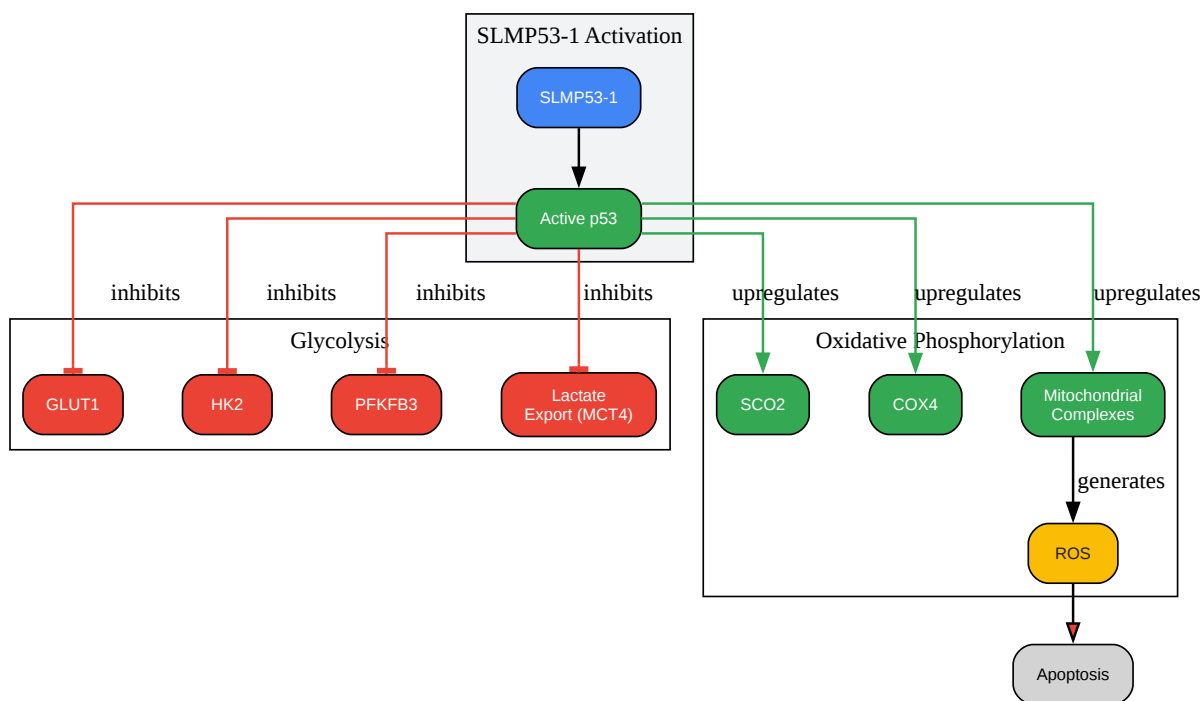 SLMP53-1 Activation
SLMP53-1
Active p53
inhibits
inhibits
inhibits
inhibits
upregulates
upregulates
upregulates
Glycolysis
Oxidative Phosphorylation
GLUT1
HK2
PFKFB3
Lactate
Export (MCT4)
SCO2
COX4
Mitochondrial
Complexes
generates
ROS
Apoptosis